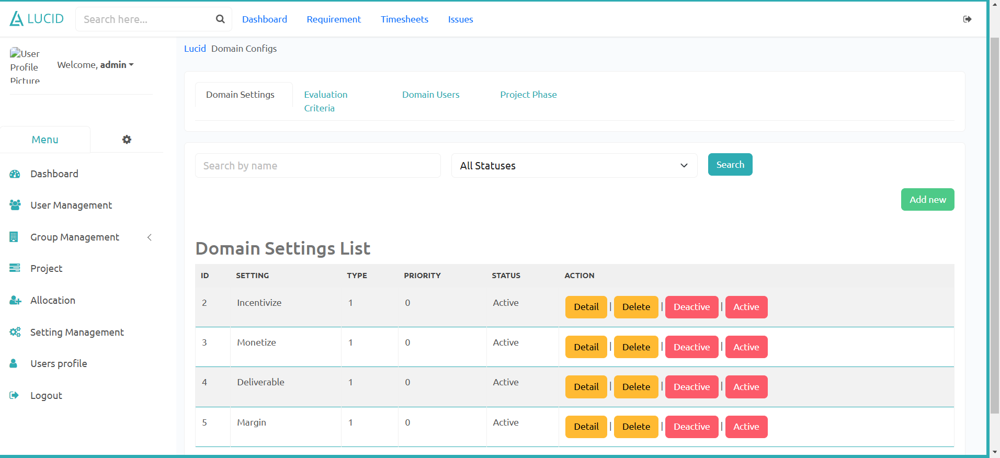 LUCID
Search here...
Dashboard
Requirement
Timesheets
Issues
User
Profile
Picture
Welcome, admin
Menu
Dashboard
User Management
Group Management
Project
Allocation
Setting Management
Users profile
Logout
Lucid Domain Configs
Domain Settings
Evaluation
Criteria
Domain Users
Project Phase
Search by name
All Statuses
Search
Add new
Domain Settings List
ID SETTING TYPE PRIORITY STATUS ACTION
2 Incentivize 1 0 Active Detail | Delete | Deactive | Active
3 Monetize 1 0 Active Detail | Delete | Deactive | Active
4 Deliverable 1 0 Active Detail | Delete | Deactive | Active
5 Margin 1 0 Active Detail | Delete | Deactive | Active